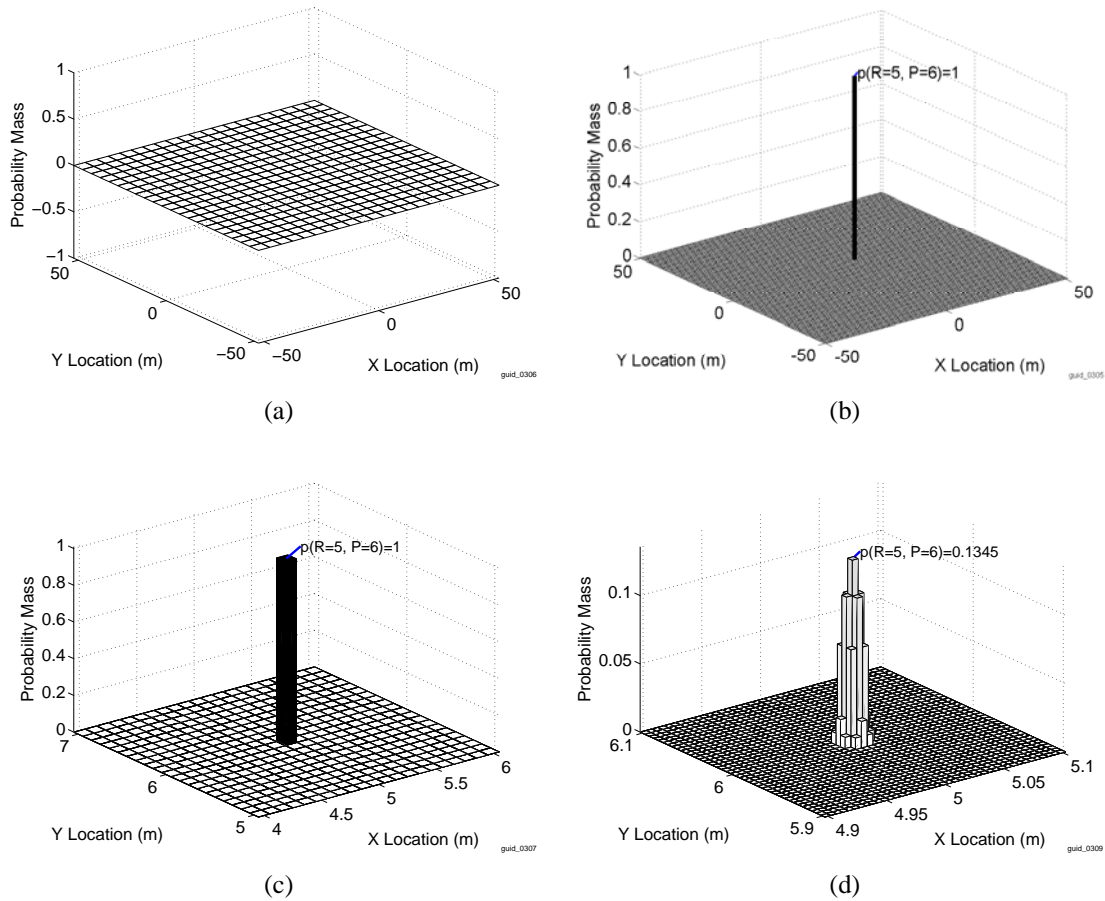 1
0.5
0
−0.5
−1
Probability Mass
50
0
−50
Y Location (m)
−50
0
50
X Location (m)
guid_0306
(a)
p(R=5, P=6)=1
1
0.8
0.6
0.4
0.2
0
Probability Mass
50
0
-50
Y Location (m)
-50
0
50
X Location (m)
guid_0305
(b)
p(R=5, P=6)=1
1
0.8
0.6
0.4
0.2
0
Probability Mass
7
6
5
Y Location (m)
4
4.5
5
5.5
6
X Location (m)
guid_0307
(c)
p(R=5, P=6)=0.1345
0.1
0.05
0
Probability Mass
6.1
6
5.9
Y Location (m)
4.9
4.95
5
5.05
5.1
X Location (m)
guid_0309
(d)